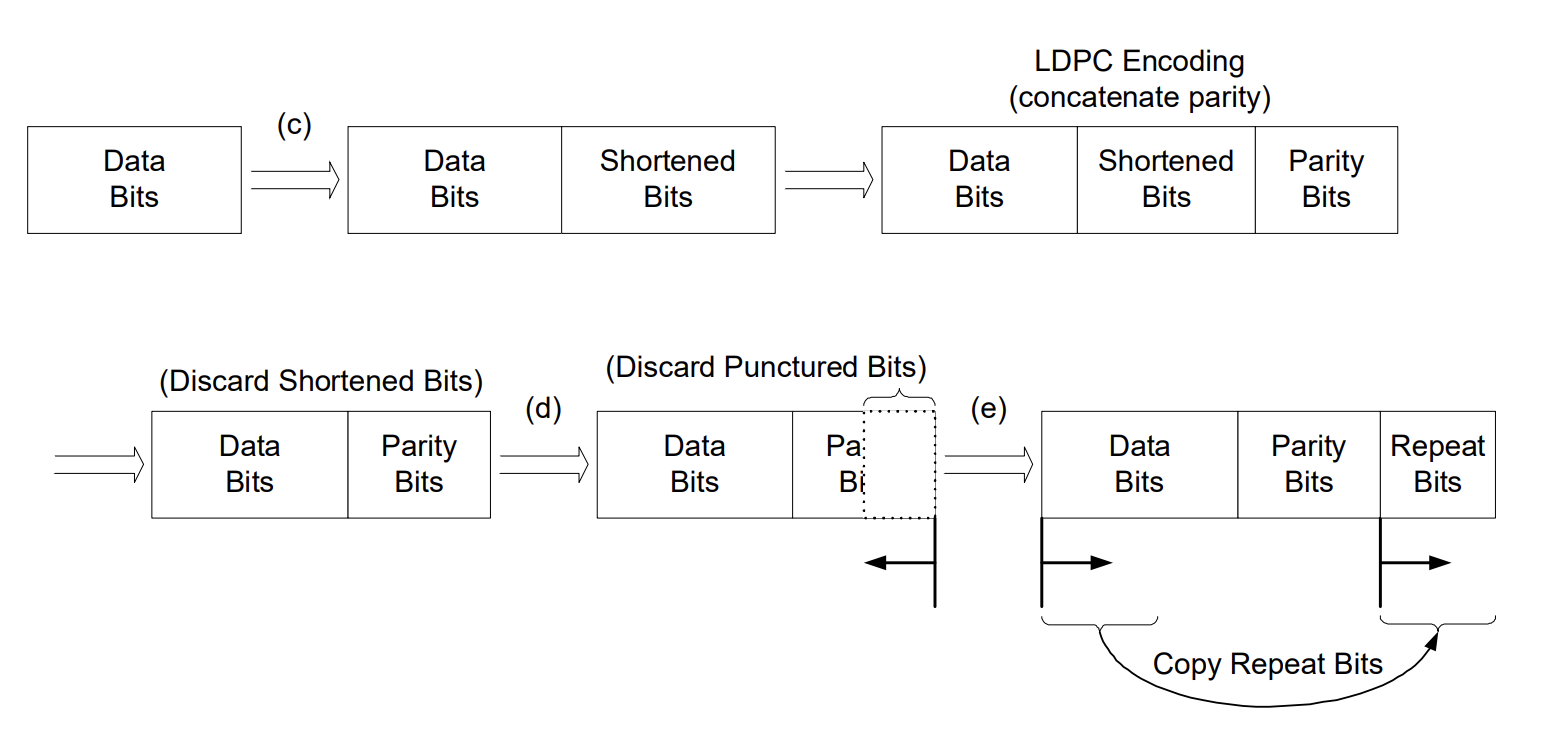 LDPC Encoding
(concatenate parity)
(c)
Data
Bits
Data
Bits
Shortened
Bits
Data
Bits
Shortened
Bits
Parity
Bits
(Discard Shortened Bits)
(Discard Punctured Bits)
(d)
(e)
Data
Bits
Parity
Bits
Data
Bits
Pa
Bi
Data
Bits
Parity
Bits
Repeat
Bits
Copy Repeat Bits